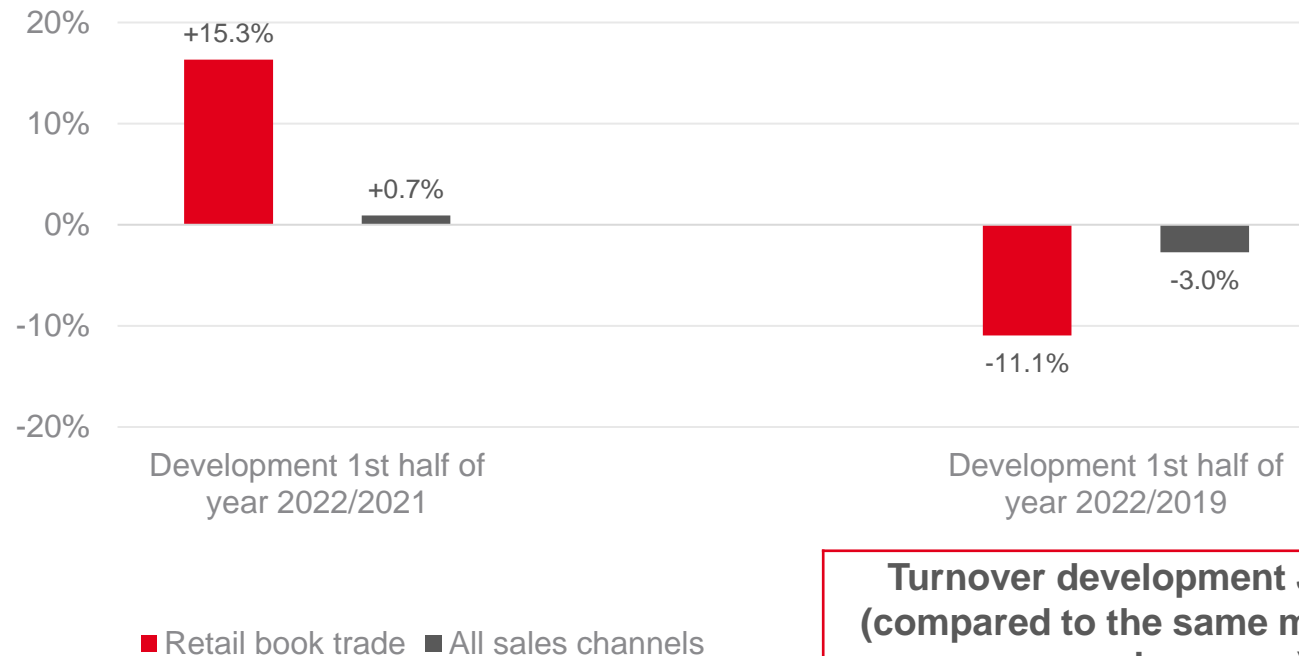 20%
+15.3%
10%
+0.7%
0%
-3.0%
-10%
-11.1%
-20%
Development 1st half of
year 2022/2021
Development 1st half of
year 2022/2019
Turnover development
(compared to the same
Retail book trade
All sales channels